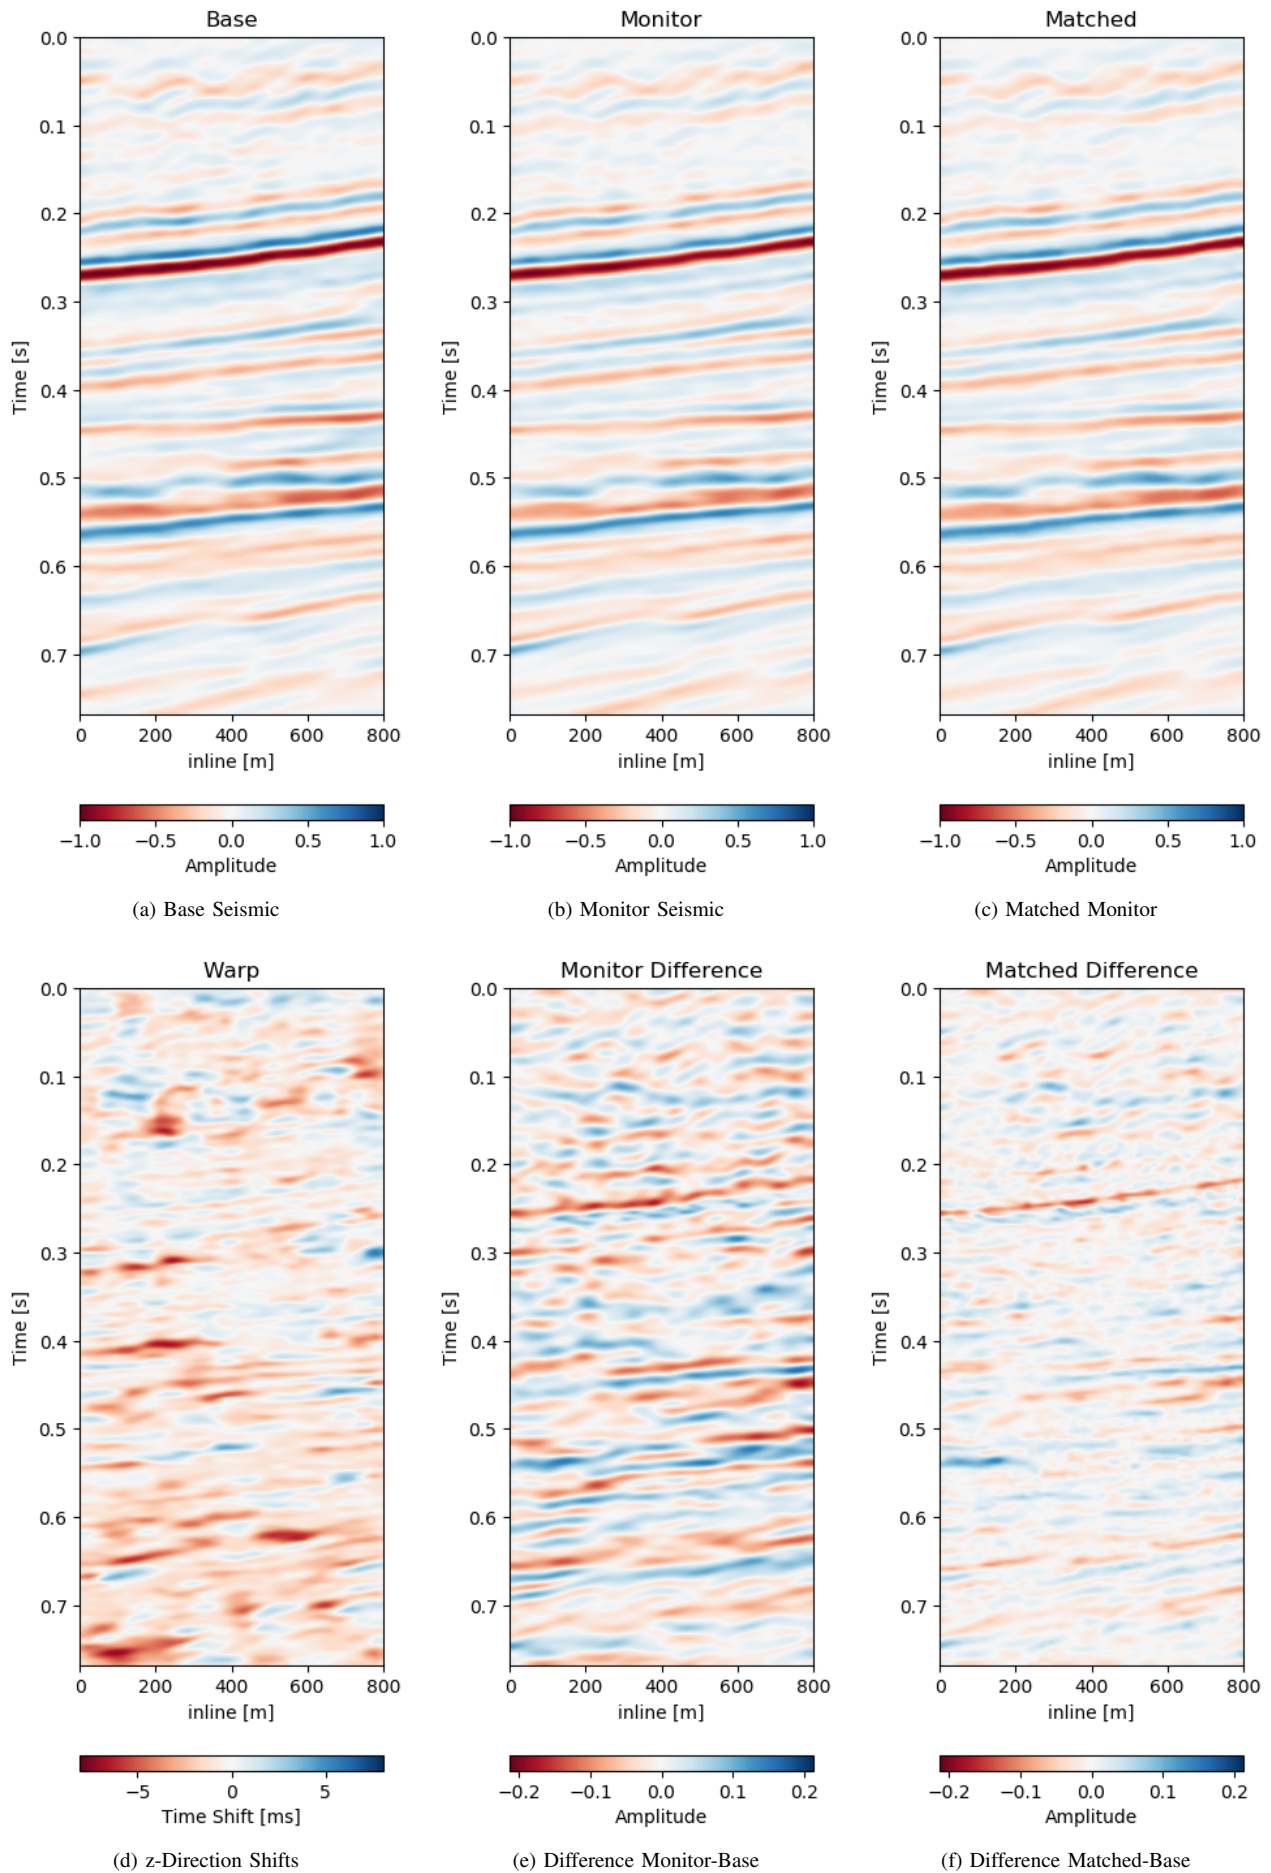 Base
0.0
0.1
0.2
0.3
0.4
0.5
0.6
0.7
Time [s]
0 200 400 600 800
inline [m]
−1.0 −0.5 0.0 0.5 1.0
Amplitude
(a) Base Seismic
Monitor
0.0
0.1
0.2
0.3
0.4
0.5
0.6
0.7
Time [s]
0 200 400 600 800
inline [m]
−1.0 −0.5 0.0 0.5 1.0
Amplitude
(b) Monitor Seismic
Matched
0.0
0.1
0.2
0.3
0.4
0.5
0.6
0.7
Time [s]
0 200 400 600 800
inline [m]
−1.0 −0.5 0.0 0.5 1.0
Amplitude
(c) Matched Monitor
Warp
0.0
0.1
0.2
0.3
0.4
0.5
0.6
0.7
Time [s]
0 200 400 600 800
inline [m]
−5 0 5
Time Shift [ms]
(d) z-Direction Shifts
Monitor Difference
0.0
0.1
0.2
0.3
0.4
0.5
0.6
0.7
Time [s]
0 200 400 600 800
inline [m]
−0.2 −0.1 0.0 0.1 0.2
Amplitude
(e) Difference Monitor-Base
Matched Difference
0.0
0.1
0.2
0.3
0.4
0.5
0.6
0.7
Time [s]
0 200 400 600 800
inline [m]
−0.2 −0.1 0.0 0.1 0.2
Amplitude
(f) Difference Matched-Base